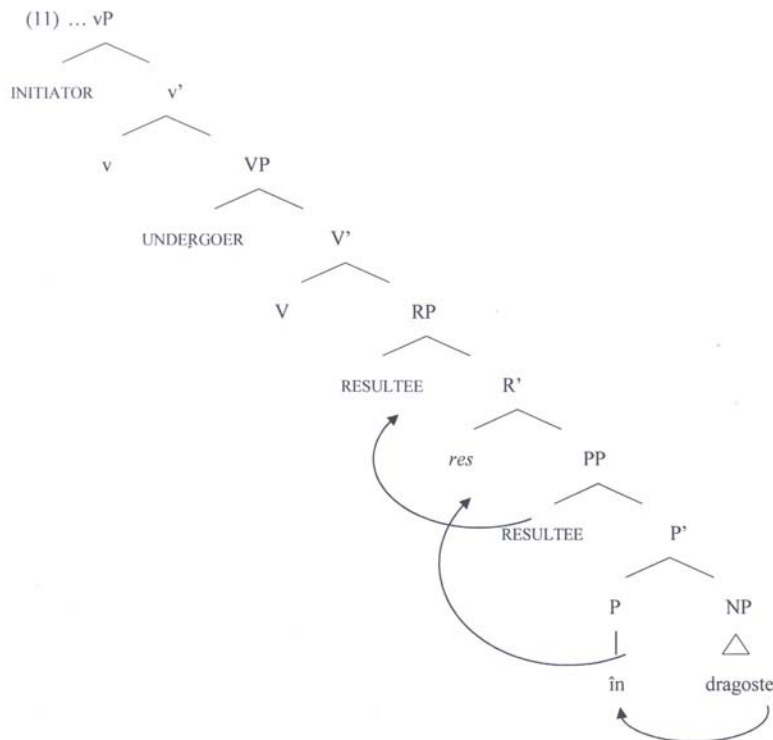 (11) … vP
INITIATOR v’
v VP
UNDERGOER V’
V RP
RESULTEE R’
res PP
RESULTEE P’
P NP
în dragoste